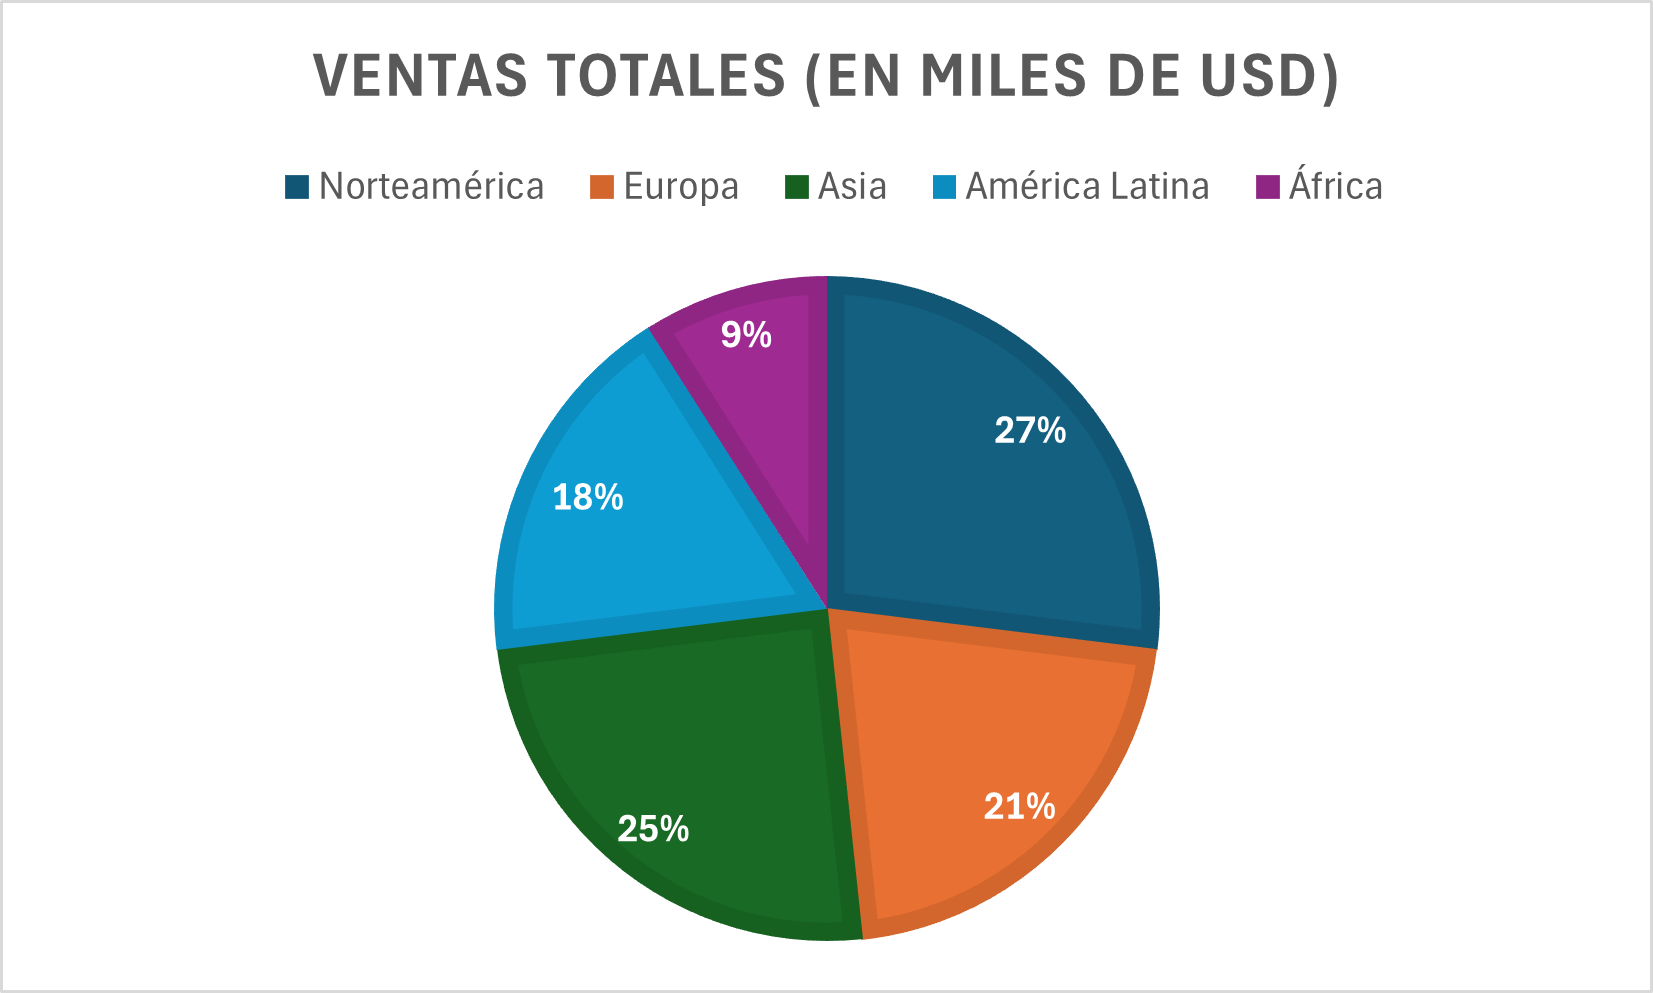 VENTAS TOTALES (EN MILES DE USD)
Norteamérica Europa Asia América Latina África
9%
27%
18%
21%
25%